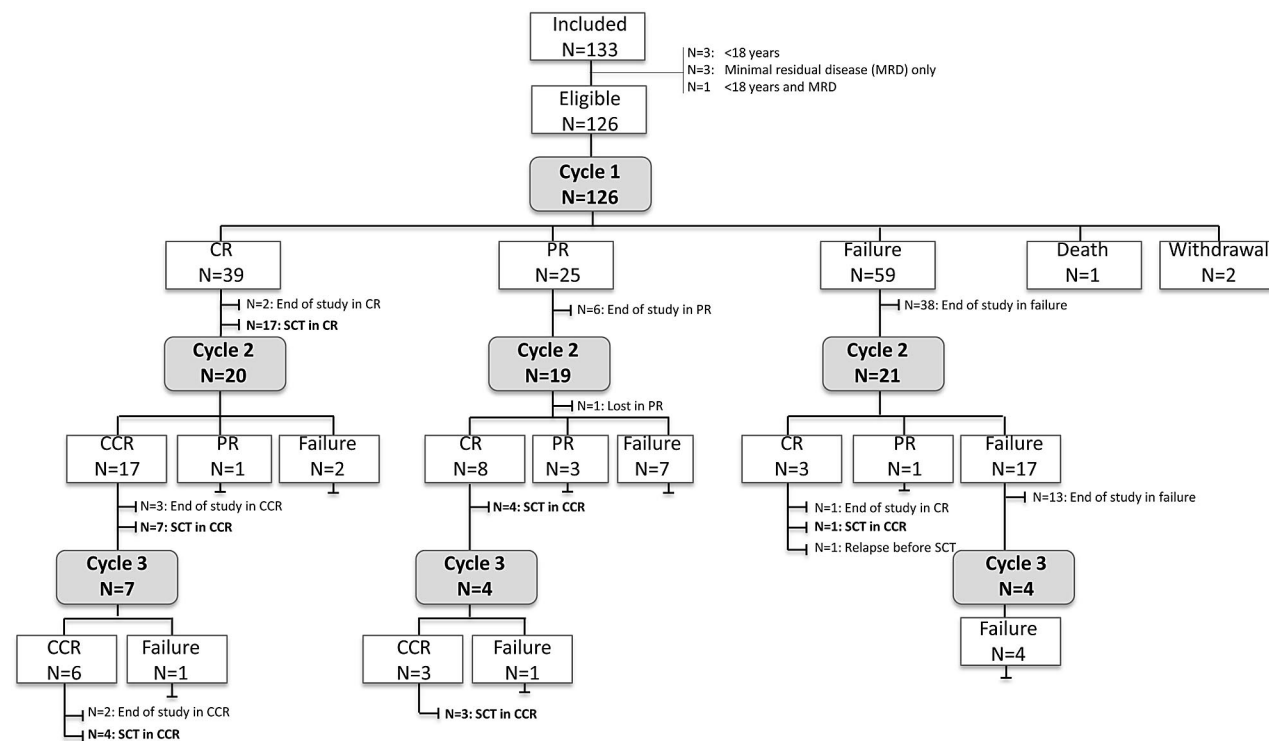 Included
N=133
N=3: <18 years
N=3: Minimal residual disease (MRD) only
N=1 <18 years and MRD
Eligible
N=126
Cycle 1
N=126
CR
N=39
PR
N=25
Failure
N=59
Death
N=1
Withdrawal
N=2
N=2: End of study in CR
N=17: SCT in CR
N=6: End of study in PR
N=38: End of study in failure
Cycle 2
N=20
Cycle 2
N=19
Cycle 2
N=21
N=1: Lost in PR
CCR
N=17
PR
N=1
Failure
N=2
CR
N=8
PR
N=3
Failure
N=7
CR
N=3
PR
N=1
Failure
N=17
N=3: End of study in CCR
N=7: SCT in CCR
N=4: SCT in CCR
N=1: End of study in CR
N=1: SCT in CCR
N=1: Relapse before SCT
N=13: End of study in failure
Cycle 3
N=7
Cycle 3
N=4
Cycle 3
N=4
CCR
N=6
Failure
N=1
CCR
N=3
Failure
N=1
Failure
N=4
N=2: End of study in CCR
N=4: SCT in CCR
N=3: SCT in CCR